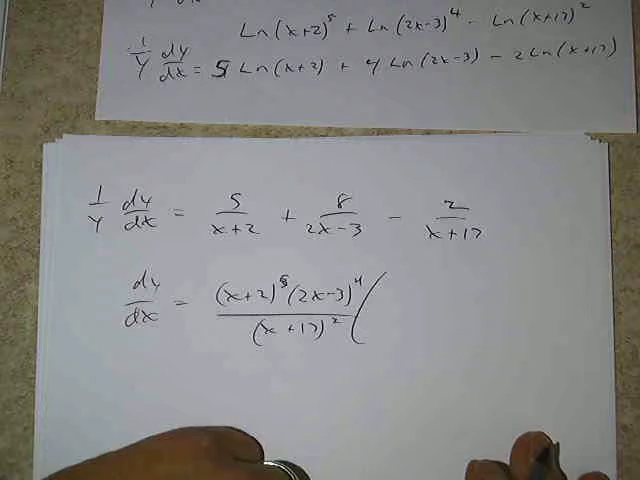 Ln(x+2)^5 + Ln(2x-3)^4 - Ln(x+17)^2
1/y dy/dx = 5 Ln(x+2) + 4 Ln(2x-3) - 2 Ln(x+17)
1/y dy/dx = 5/(x+2) + 8/(2x-3) - 2/(x+17)
dy/dx = (x+2)^5 (2x-3)^4/(x+17)^2 (